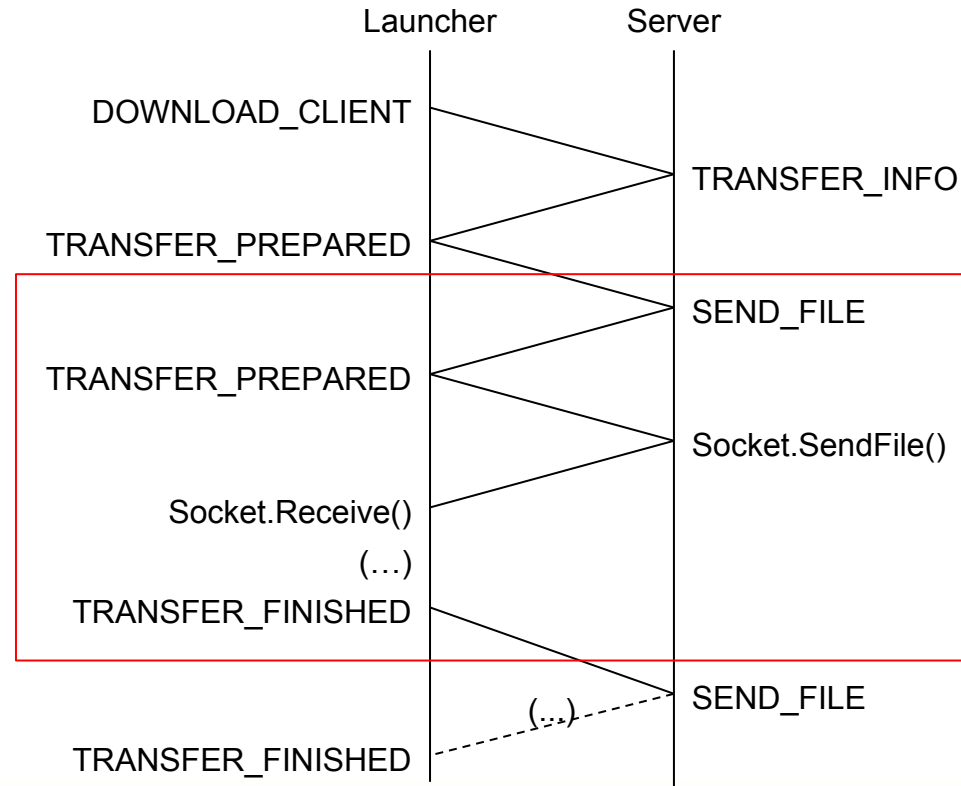 Launcher
Server
DOWNLOAD_CLIENT
TRANSFER_INFO
TRANSFER_PREPARED
SEND_FILE
TRANSFER_PREPARED
Socket.SendFile()
Socket.Receive()
(…)
TRANSFER_FINISHED
SEND_FILE
(...)
TRANSFER_FINISHED